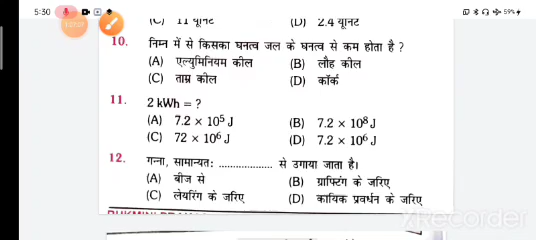 5:30
59%
(C) 11 यूनिट (D) 2.4 यूनिट
10. निम्न में से किसका घनत्व जल के घनत्व से कम होता है ?
(A) एल्युमिनियम कील (B) लौह कील
(C) ताम्र कील (D) कॉर्क
11. 2 kWh = ?
(A) 7.2 × 10⁵ J (B) 7.2 × 10⁸ J
(C) 72 × 10⁶ J (D) 7.2 × 10⁶ J
12. गन्ना, सामान्यतः .................. से उगाया जाता है।
(A) बीज से (B) ग्राफ्टिंग के जरिए
(C) लेयरिंग के जरिए (D) कायिक प्रवर्धन के जरिए
XRecorder